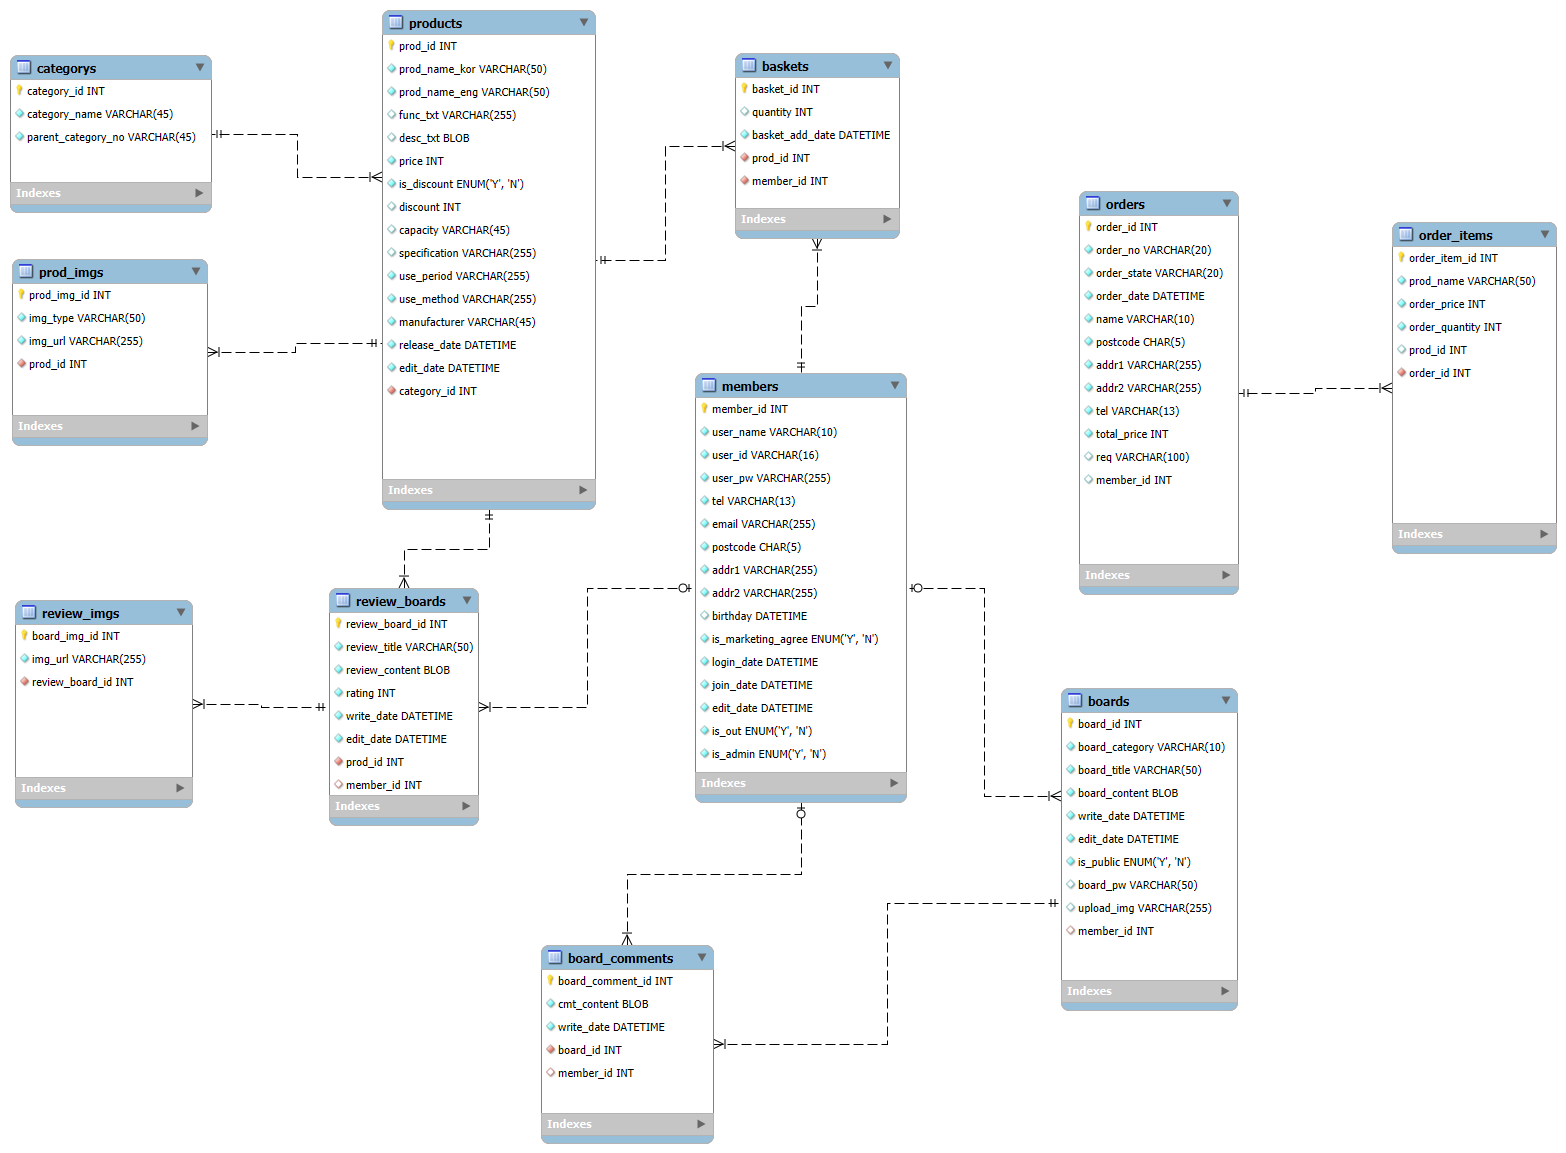 categorys
category_id INT
category_name VARCHAR(45)
parent_category_no VARCHAR(45)
Indexes
products
prod_id INT
prod_name_kor VARCHAR(50)
prod_name_eng VARCHAR(50)
func_txt VARCHAR(255)
desc_txt BLOB
price INT
is_discount ENUM('Y', 'N')
discount INT
capacity VARCHAR(45)
specification VARCHAR(255)
use_period VARCHAR(255)
use_method VARCHAR(255)
manufacturer VARCHAR(45)
release_date DATETIME
edit_date DATETIME
category_id INT
Indexes
baskets
basket_id INT
quantity INT
basket_add_date DATETIME
prod_id INT
member_id INT
Indexes
orders
order_id INT
order_no VARCHAR(20)
order_state VARCHAR(20)
order_date DATETIME
name VARCHAR(10)
postcode CHAR(5)
addr1 VARCHAR(255)
addr2 VARCHAR(255)
tel VARCHAR(13)
total_price INT
req VARCHAR(100)
member_id INT
Indexes
order_items
order_item_id INT
prod_name VARCHAR(50)
order_price INT
order_quantity INT
prod_id INT
order_id INT
Indexes
prod_imgs
prod_img_id INT
img_type VARCHAR(50)
img_url VARCHAR(255)
prod_id INT
Indexes
members
member_id INT
user_name VARCHAR(10)
user_id VARCHAR(16)
user_pw VARCHAR(255)
tel VARCHAR(13)
email VARCHAR(255)
postcode CHAR(5)
addr1 VARCHAR(255)
addr2 VARCHAR(255)
birthday DATETIME
is_marketing_agree ENUM('Y', 'N')
login_date DATETIME
join_date DATETIME
edit_date DATETIME
is_out ENUM('Y', 'N')
is_admin ENUM('Y', 'N')
Indexes
review_imgs
board_img_id INT
img_url VARCHAR(255)
review_board_id INT
Indexes
review_boards
review_board_id INT
review_title VARCHAR(50)
review_content BLOB
rating INT
write_date DATETIME
edit_date DATETIME
prod_id INT
member_id INT
Indexes
boards
board_id INT
board_category VARCHAR(10)
board_title VARCHAR(50)
board_content BLOB
write_date DATETIME
edit_date DATETIME
is_public ENUM('Y', 'N')
board_pw VARCHAR(50)
upload_img VARCHAR(255)
member_id INT
Indexes
board_comments
board_comment_id INT
cmt_content BLOB
write_date DATETIME
board_id INT
member_id INT
Indexes